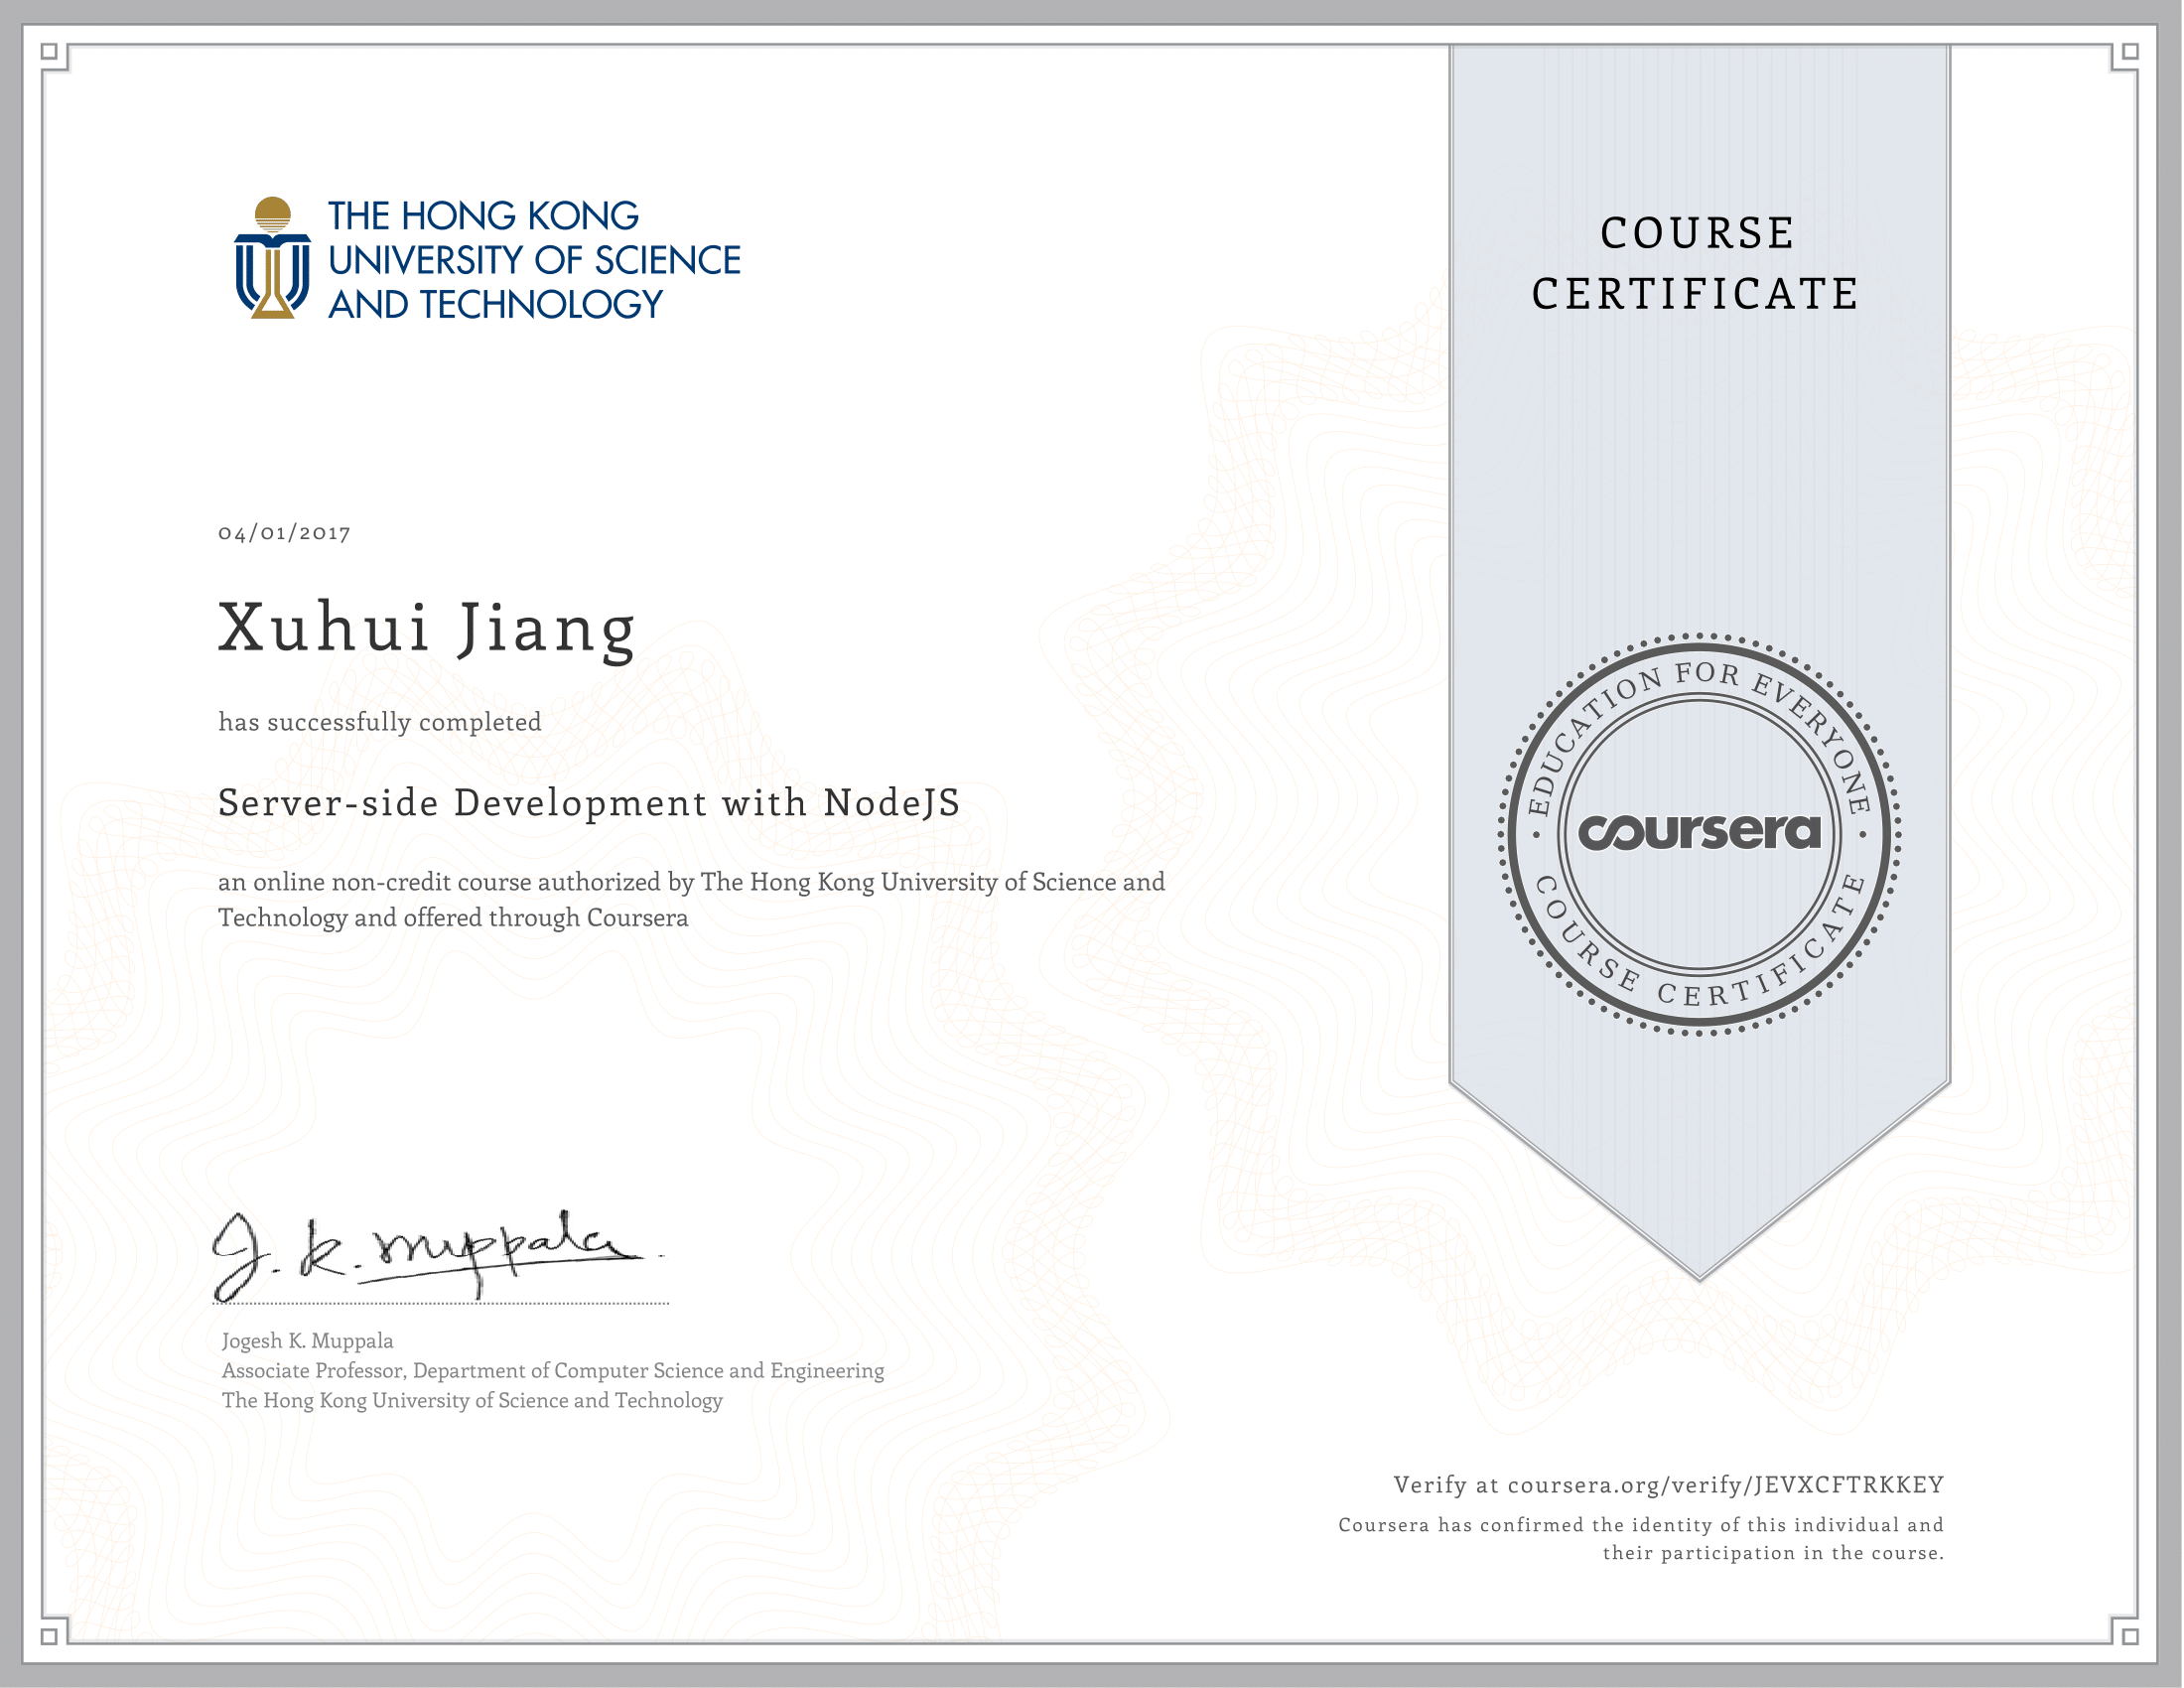 THE HONG KONG
UNIVERSITY OF SCIENCE
AND TECHNOLOGY
COURSE
CERTIFICATE
04/01/2017
Xuhui Jiang
has successfully completed
Server-side Development with NodeJS
an online non-credit course authorized by The Hong Kong University of Science and
Technology and offered through Coursera
EDUCATION FOR EVERYONE
coursera
COURSE CERTIFICATE
J. K. Muppala
Jogesh K. Muppala
Associate Professor, Department of Computer Science and Engineering
The Hong Kong University of Science and Technology
Verify at coursera.org/verify/JEVXCFTRKKEY
Coursera has confirmed the identity of this individual and
their participation in the course.